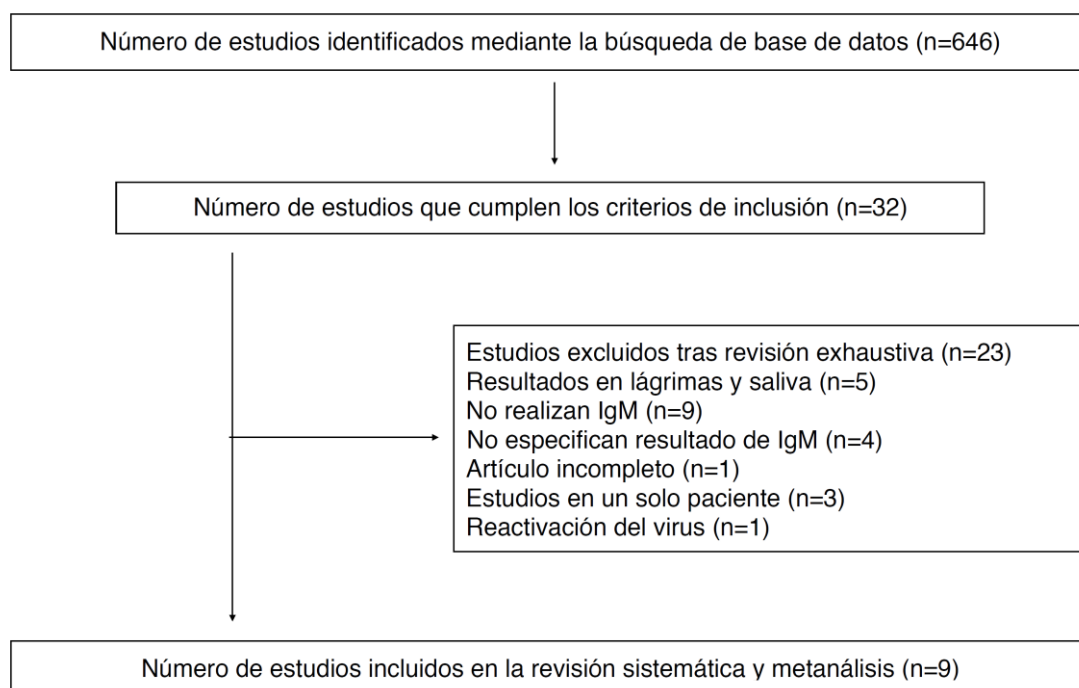 Número de estudios identificados mediante la búsqueda de base de datos (n=646)
Número de estudios que cumplen los criterios de inclusión (n=32)
Estudios excluidos tras revisión exhaustiva (n=23)
Resultados en lágrimas y saliva (n=5)
No realizan IgM (n=9)
No especifican resultado de IgM (n=4)
Artículo incompleto (n=1)
Estudios en un solo paciente (n=3)
Reactivación del virus (n=1)
Número de estudios incluidos en la revisión sistemática y metanálisis (n=9)